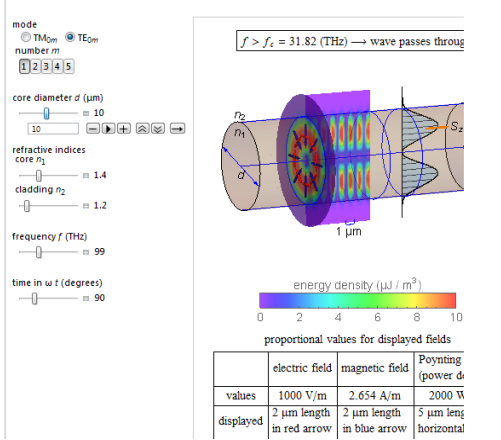 mode
TM0m TE0m
number m
1 2 3 4 5
core diameter d (μm)
10
10
refractive indices
core n1
1.4
cladding n2
1.2
frequency f (THz)
99
time in ω t (degrees)
90
f > fc = 31.82 (THz) → wave passes throug
n2
n1
d
Sz
1 μm
energy density (μJ / m³)
0 2 4 6 8 10
proportional values for displayed fields
electric field magnetic field Poynting
(power de
values 1000 V/m 2.654 A/m 2000 W
displayed 2 μm length 2 μm length 5 μm leng
in red arrow in blue arrow horizontal